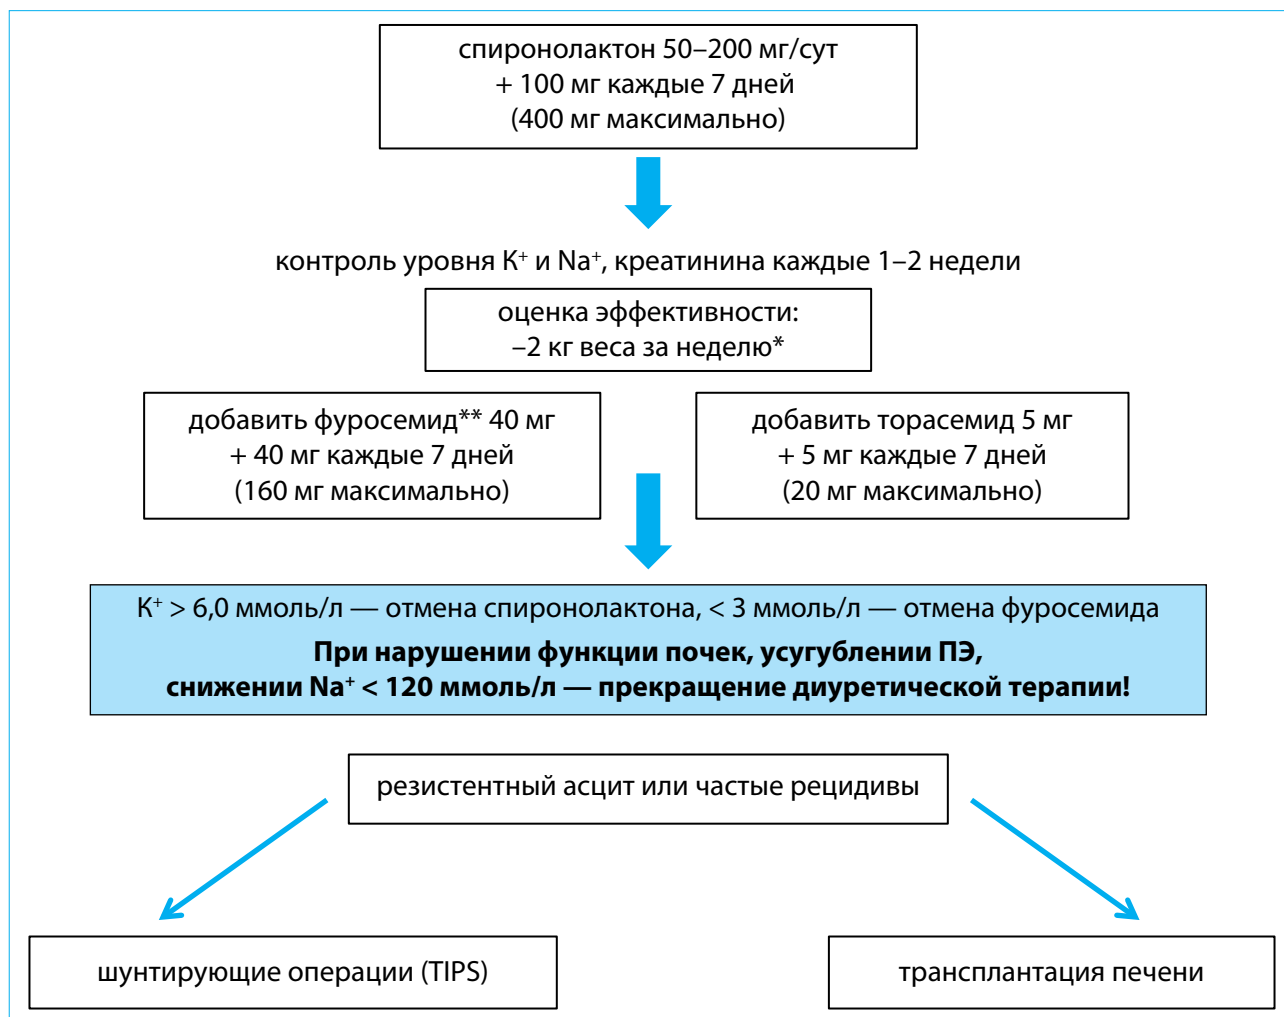 спиронолактон 50–200 мг/сут
+ 100 мг каждые 7 дней
(400 мг максимально)
контроль уровня K⁺ и Na⁺, креатинина каждые 1–2 недели
оценка эффективности:
–2 кг веса за неделю*
добавить фуросемид** 40 мг
+ 40 мг каждые 7 дней
(160 мг максимально)
добавить торасемид 5 мг
+ 5 мг каждые 7 дней
(20 мг максимально)
K⁺ > 6,0 ммоль/л — отмена спиронолактона, < 3 ммоль/л — отмена фуросемида
При нарушении функции почек, усугублении ПЭ,
снижении Na⁺ < 120 ммоль/л — прекращение диуретической терапии!
резистентный асцит или частые рецидивы
шунтирующие операции (TIPS)
трансплантация печени